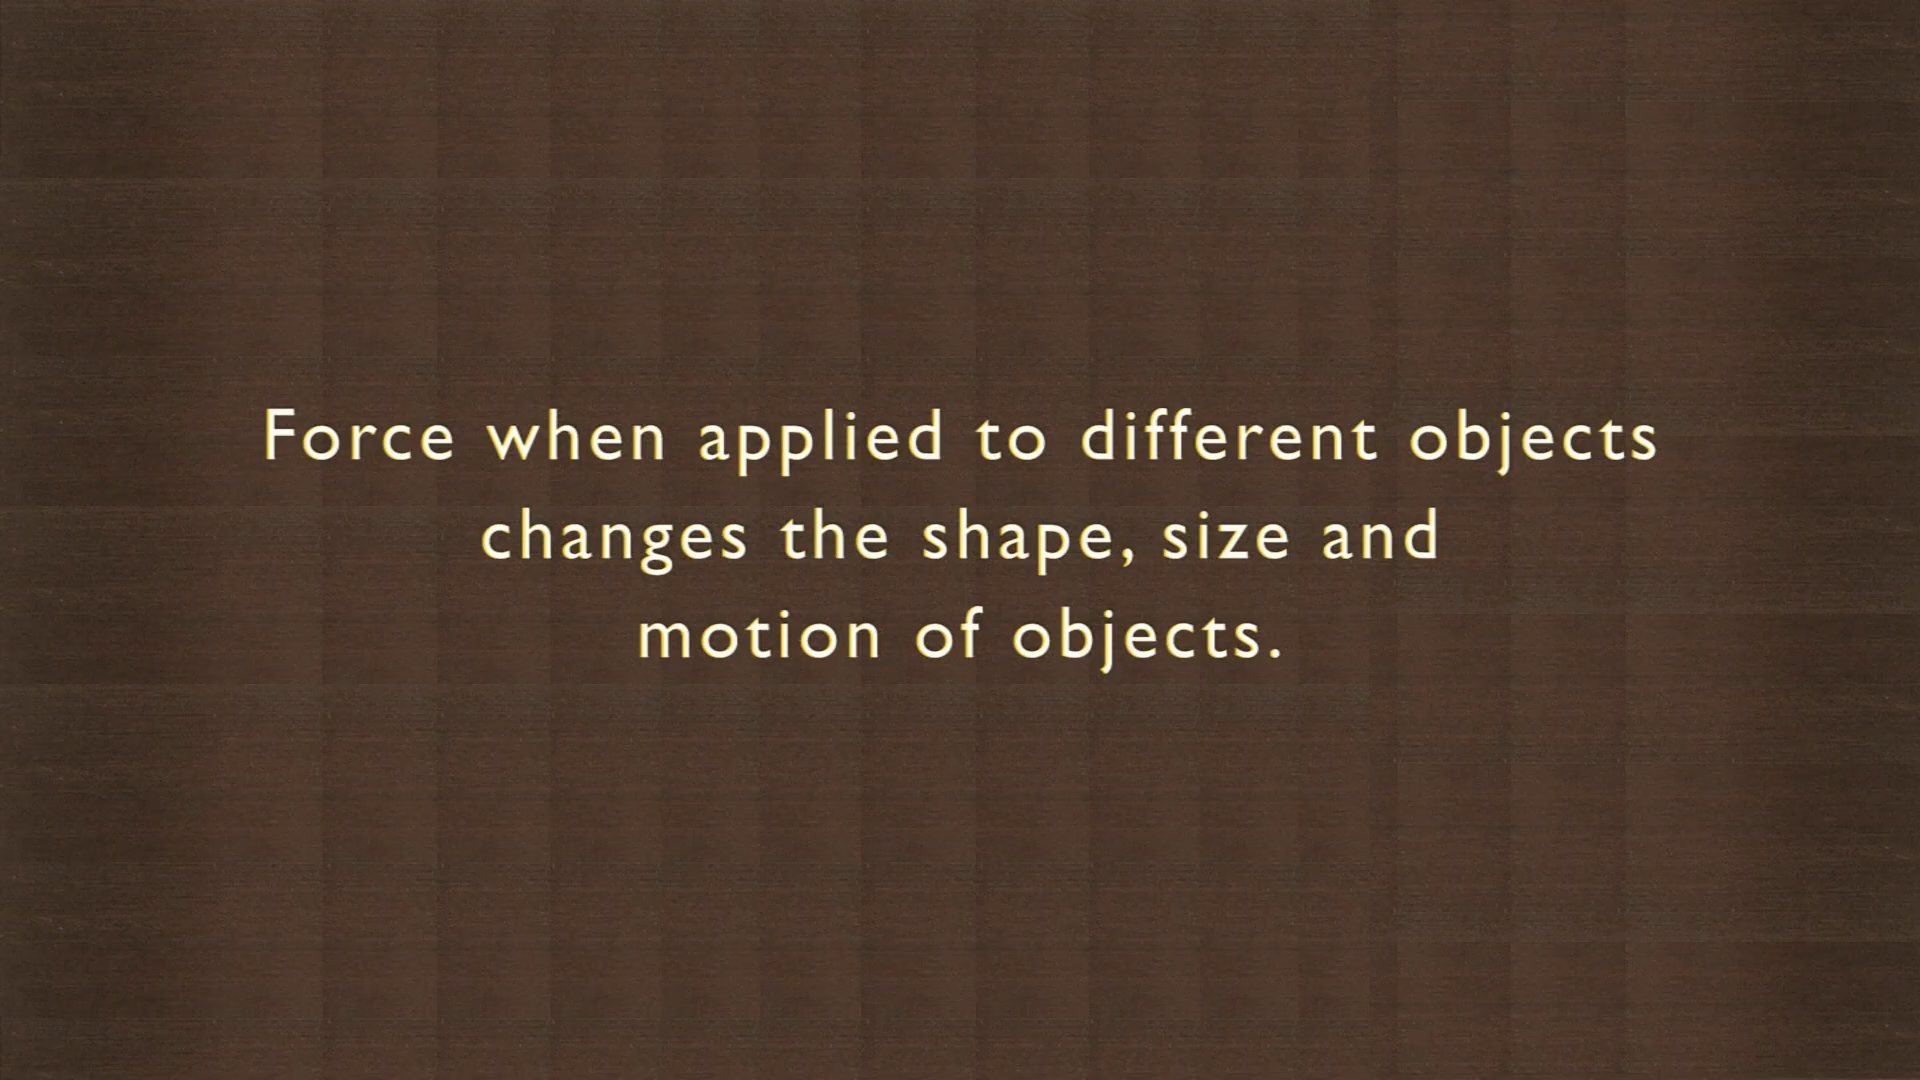 Force when applied to different objects
changes the shape, size and
motion of objects.